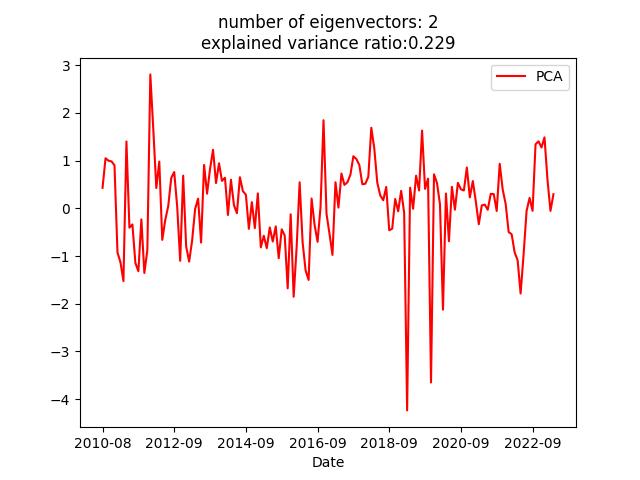 number of eigenvectors: 2
explained variance ratio:0.229
PCA
3
2
1
0
−1
−2
−3
−4
2010-08 2012-09 2014-09 2016-09 2018-09 2020-09 2022-09
Date